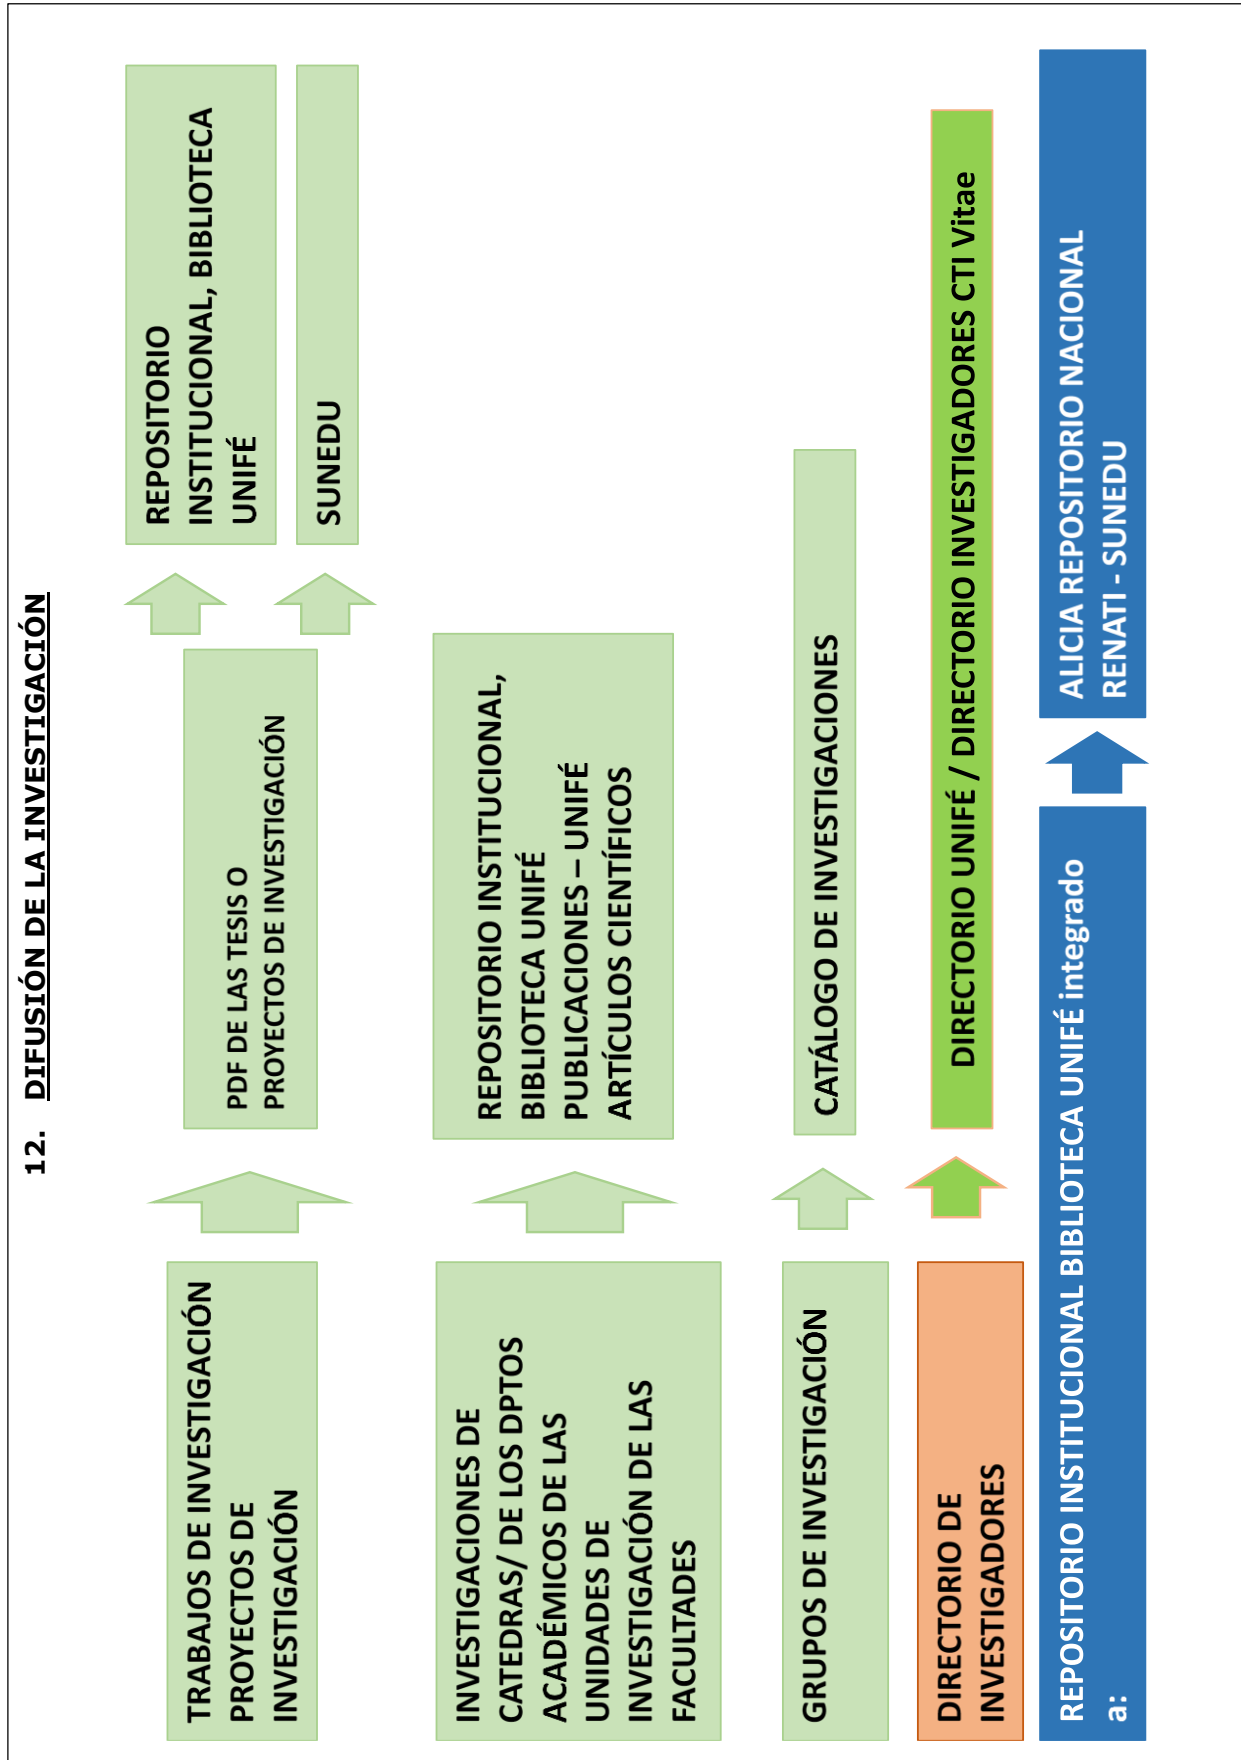 12. DIFUSIÓN DE LA INVESTIGACIÓN
TRABAJOS DE INVESTIGACIÓN
PROYECTOS DE
INVESTIGACIÓN
PDF DE LAS TESIS O
PROYECTOS DE INVESTIGACIÓN
REPOSITORIO
INSTITUCIONAL, BIBLIOTECA
UNIFÉ
SUNEDU
INVESTIGACIONES DE
CATEDRAS/ DE LOS DPTOS
ACADÉMICOS DE LAS
UNIDADES DE
INVESTIGACIÓN DE LAS
FACULTADES
REPOSITORIO INSTITUCIONAL,
BIBLIOTECA UNIFÉ
PUBLICACIONES – UNIFÉ
ARTÍCULOS CIENTÍFICOS
GRUPOS DE INVESTIGACIÓN
CATÁLOGO DE INVESTIGACIONES
DIRECTORIO DE
INVESTIGADORES
DIRECTORIO UNIFÉ / DIRECTORIO INVESTIGADORES CTI Vitae
REPOSITORIO INSTITUCIONAL BIBLIOTECA UNIFÉ integrado
a:
ALICIA REPOSITORIO NACIONAL
RENATI - SUNEDU